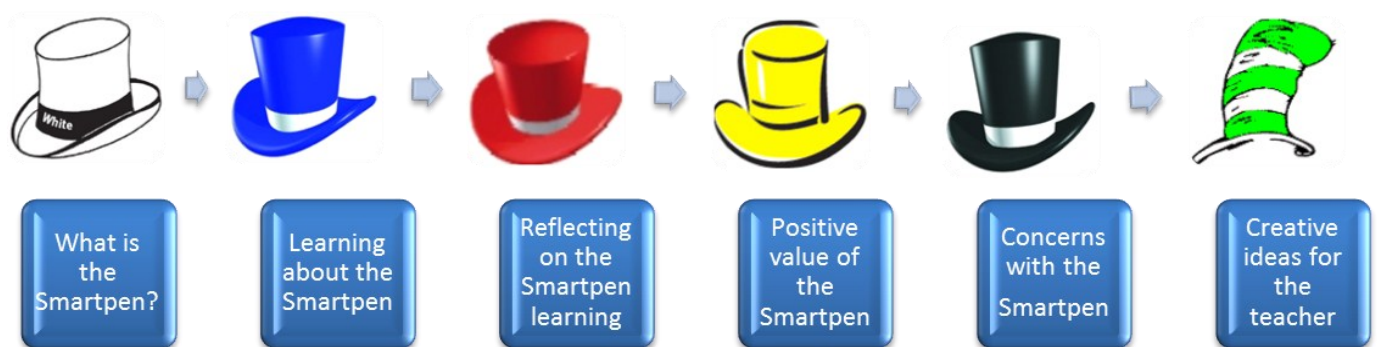 White
What is
the
Smartpen?
Learning
about the
Smartpen
Reflecting
on the
Smartpen
learning
Positive
value of
the
Smartpen
Concerns
with the
Smartpen
Creative
ideas for
the
teacher